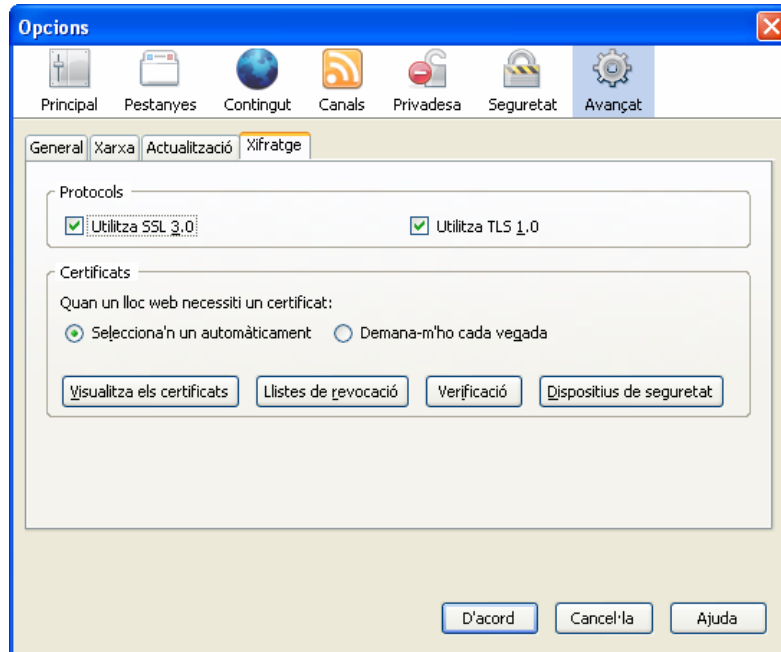 Opcions
Principal Pestanyes Contingut Canals Privadesa Seguretat Avançat
General Xarxa Actualització Xifratge
Protocols
Utilitza SSL 3.0 Utilitza TLS 1.0
Certificats
Quan un lloc web necessiti un certificat:
Selecciona'n un automàticament Demana-m'ho cada vegada
Visualitza els certificats Llistes de revocació Verificació Dispositius de seguretat
D'acord Cancel·la Ajuda